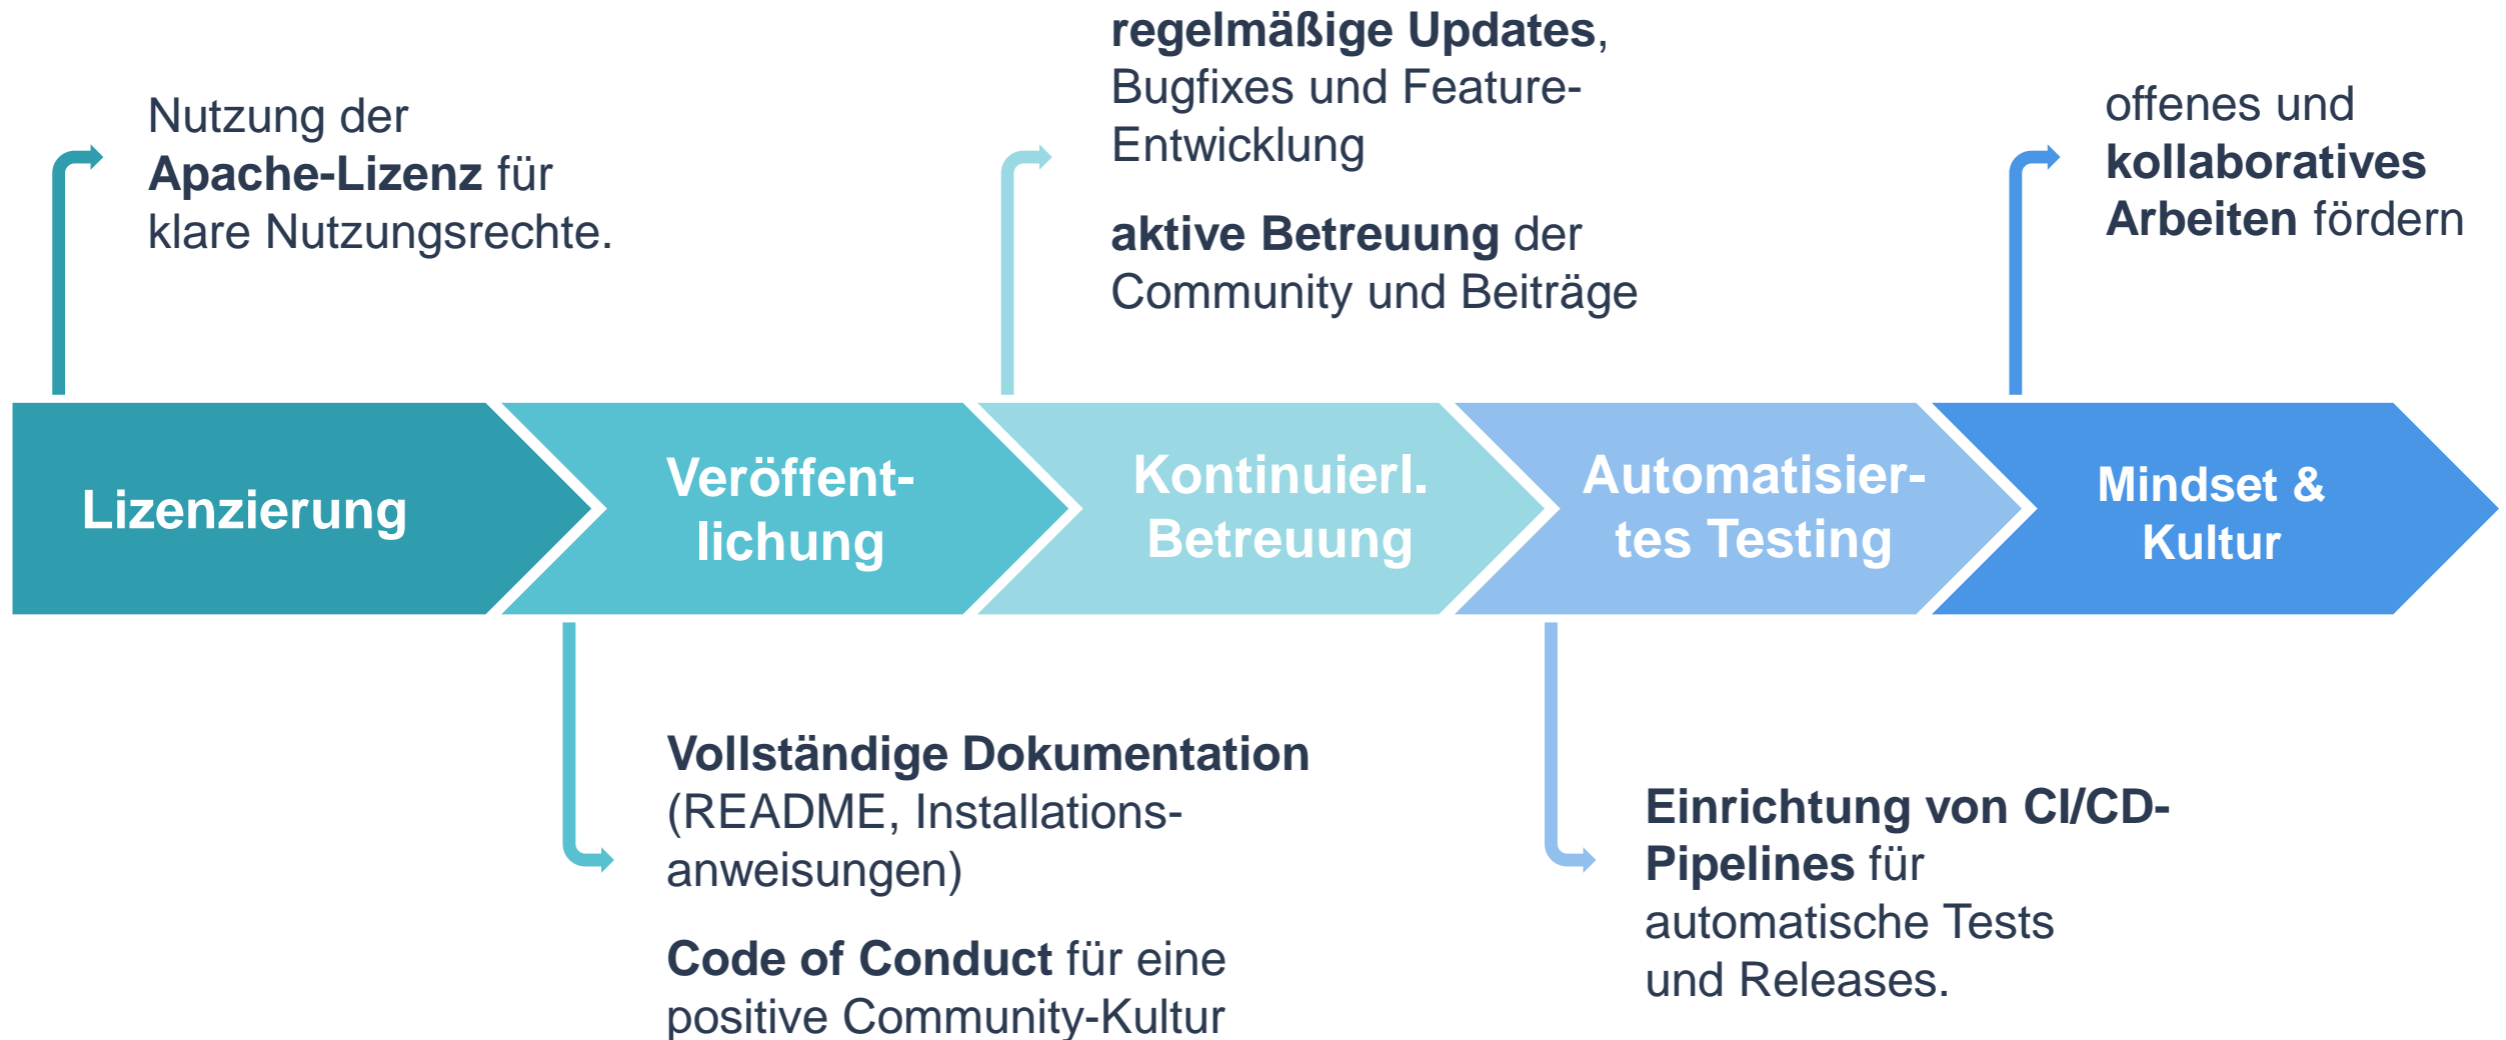 regelmäßige Updates,
Bugfixes und Feature-
Entwicklung
aktive Betreuung der
Community und Beiträge
Nutzung der
Apache-Lizenz für
klare Nutzungsrechte.
offenes und
kollaboratives
Arbeiten fördern
Lizenzierung
Veröffent-
lichung
Kontinuierl.
Betreuung
Automatisier-
tes Testing
Mindset &
Kultur
Vollständige Dokumentation
(README, Installations-
anweisungen)
Code of Conduct für eine
positive Community-Kultur
Einrichtung von CI/CD-
Pipelines für
automatische Tests
und Releases.